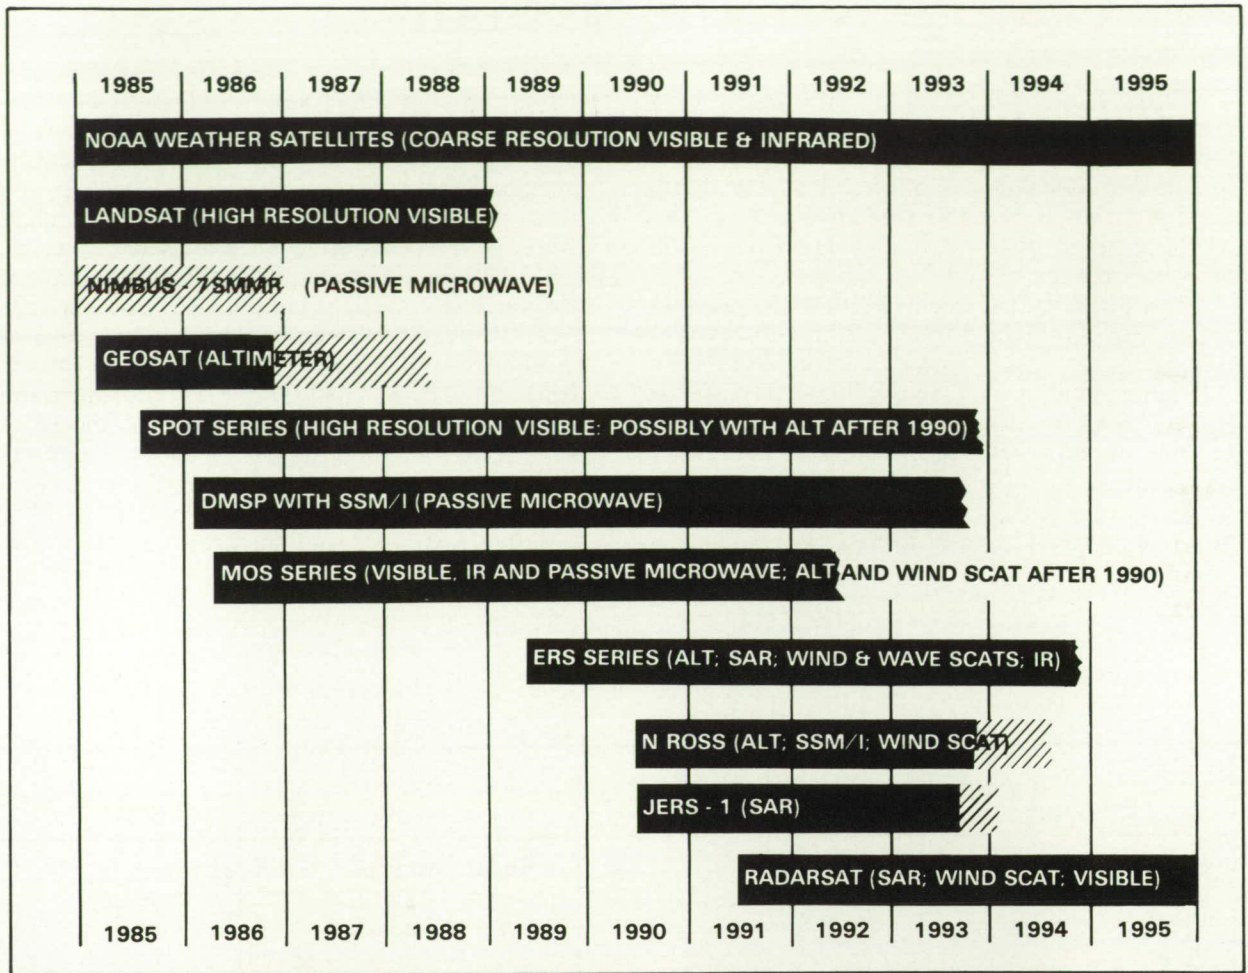 1985 1986 1987 1988 1989 1990 1991 1992 1993 1994 1995
NOAA WEATHER SATELLITES (COARSE RESOLUTION VISIBLE & INFRARED)
LANDSAT (HIGH RESOLUTION VISIBLE)
NIMBUS - 7 SMMR (PASSIVE MICROWAVE)
GEOSAT (ALTIMETER)
SPOT SERIES (HIGH RESOLUTION VISIBLE: POSSIBLY WITH ALT AFTER 1990)
DMSP WITH SSM/I (PASSIVE MICROWAVE)
MOS SERIES (VISIBLE, IR AND PASSIVE MICROWAVE; ALT AND WIND SCAT AFTER 1990)
ERS SERIES (ALT; SAR; WIND & WAVE SCATS; IR)
N ROSS (ALT; SSM/I; WIND SCAT)
JERS - 1 (SAR)
RADARSAT (SAR; WIND SCAT; VISIBLE)
1985 1986 1987 1988 1989 1990 1991 1992 1993 1994 1995